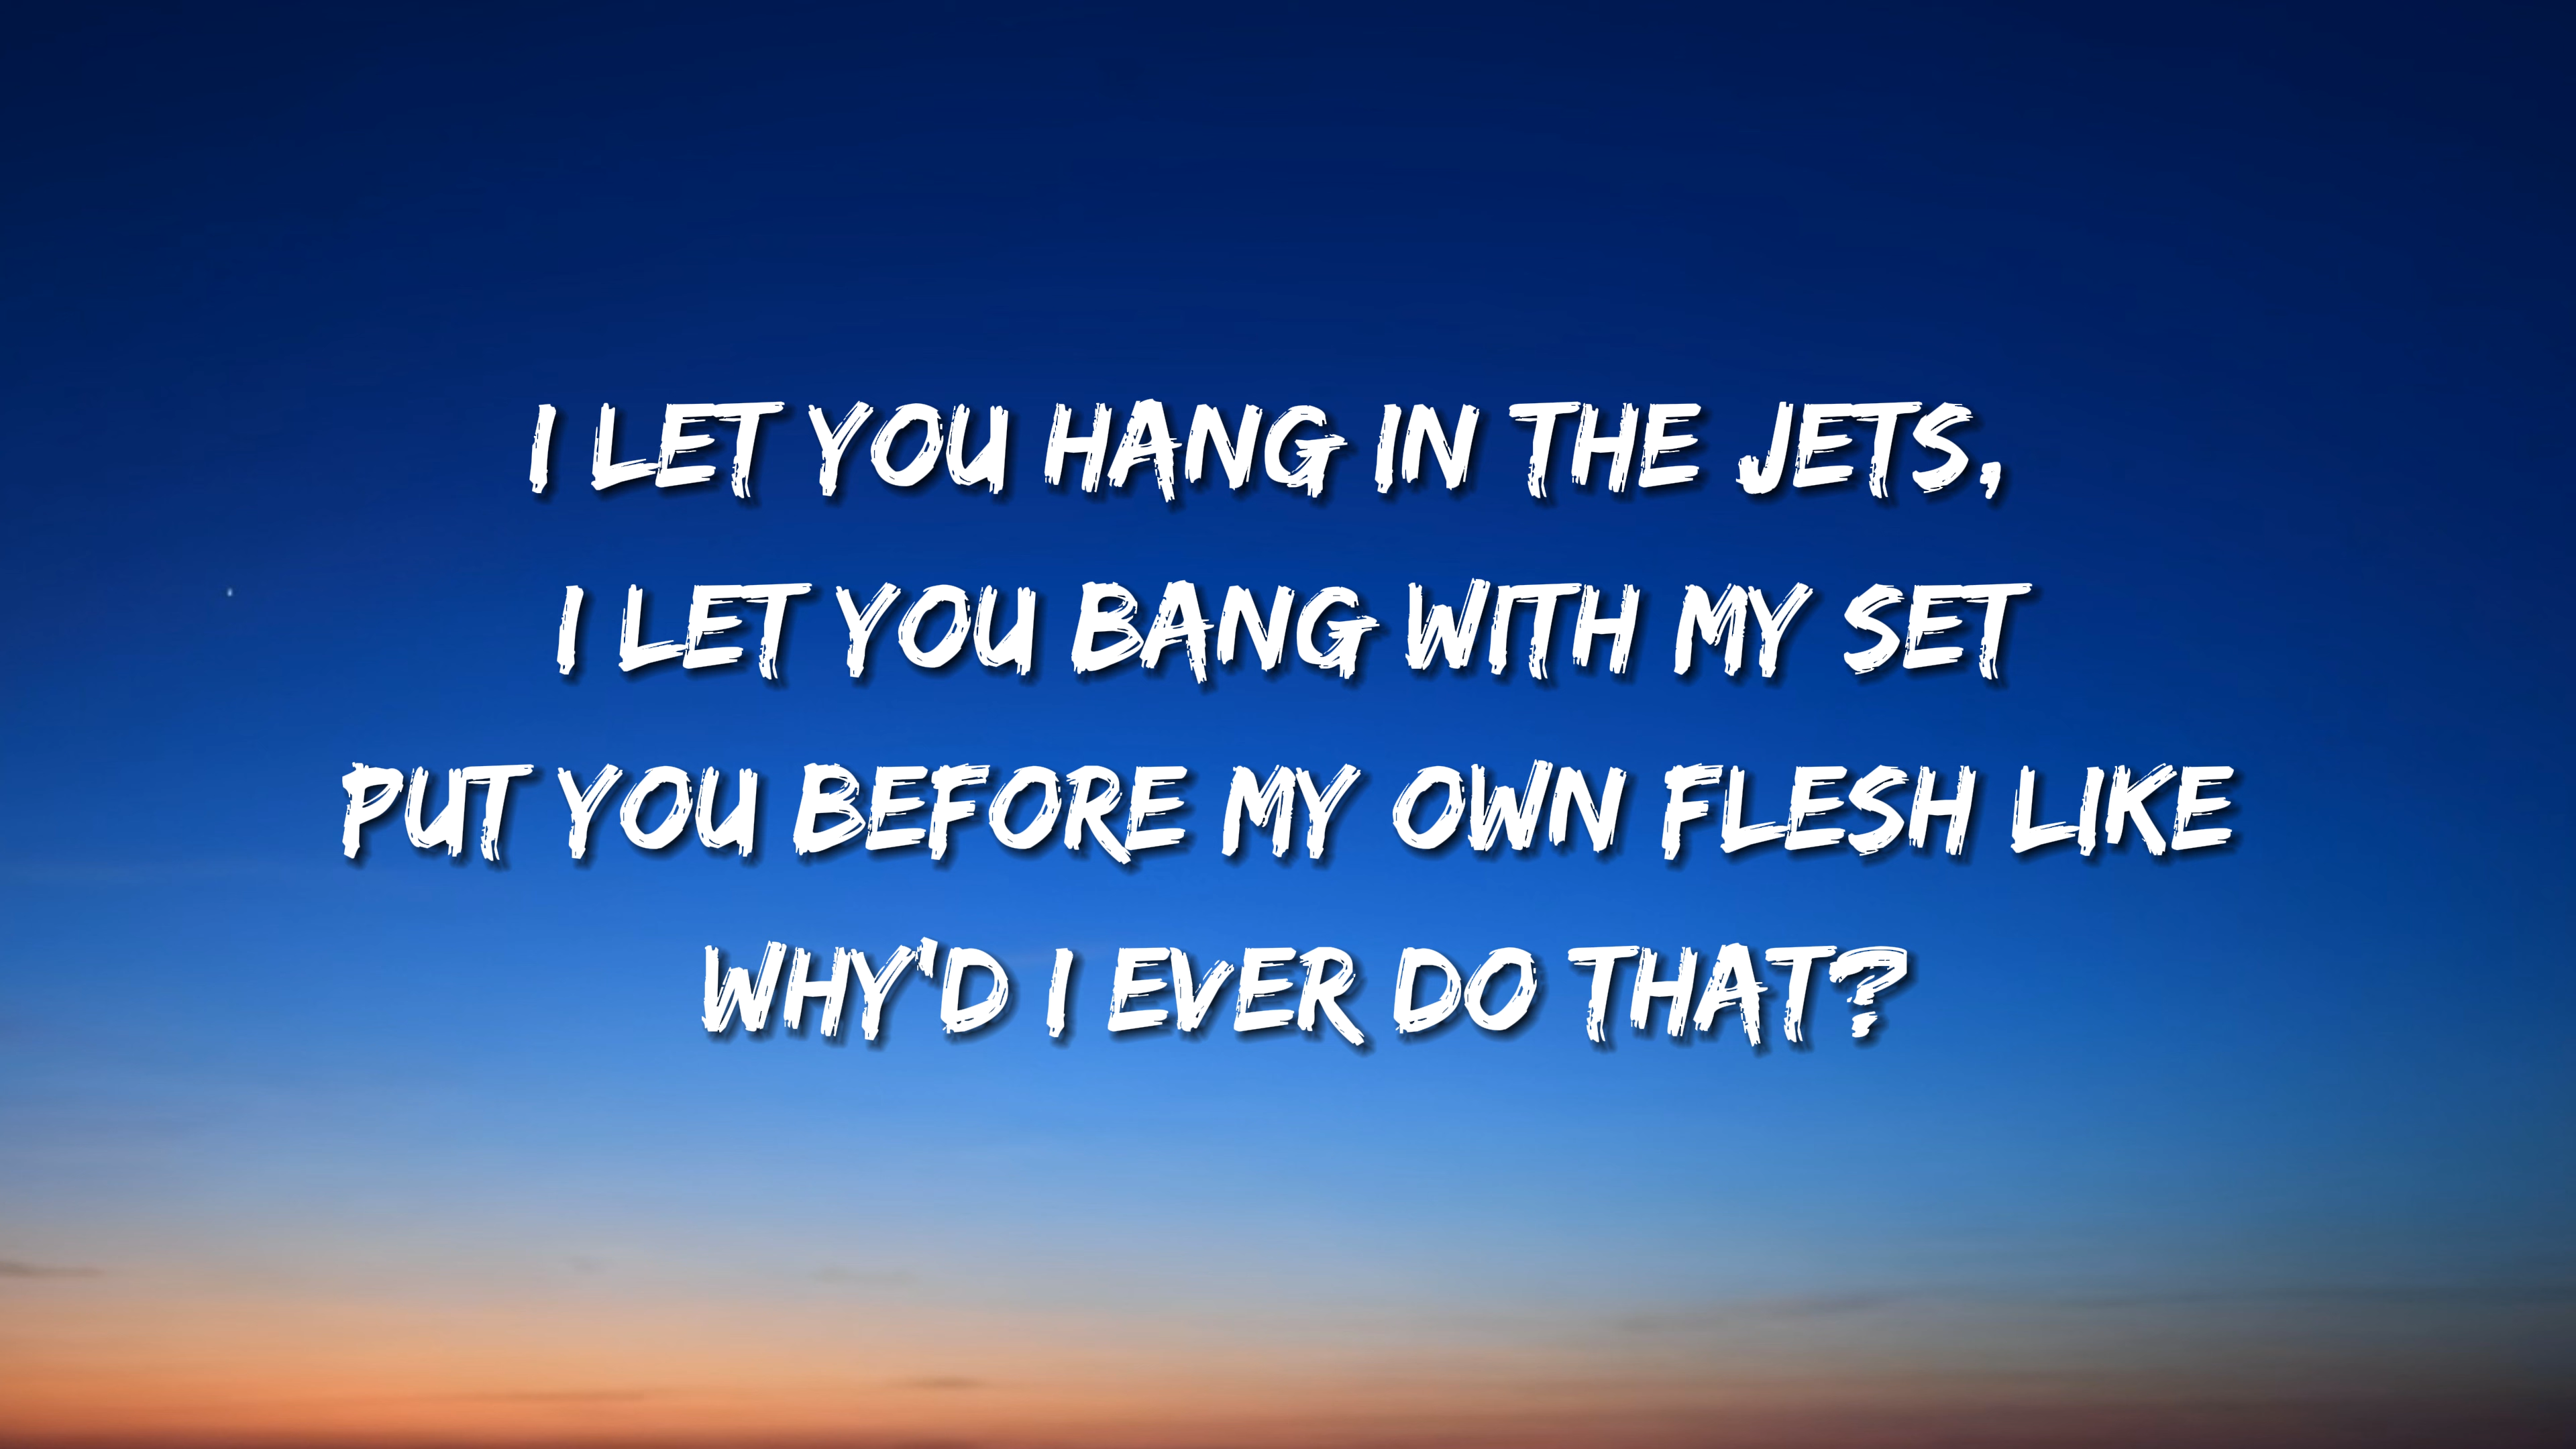 I LET YOU HANG IN THE JETS,
I LET YOU BANG WITH MY SET
PUT YOU BEFORE MY OWN FLESH LIKE
WHY'D I EVER DO THAT?